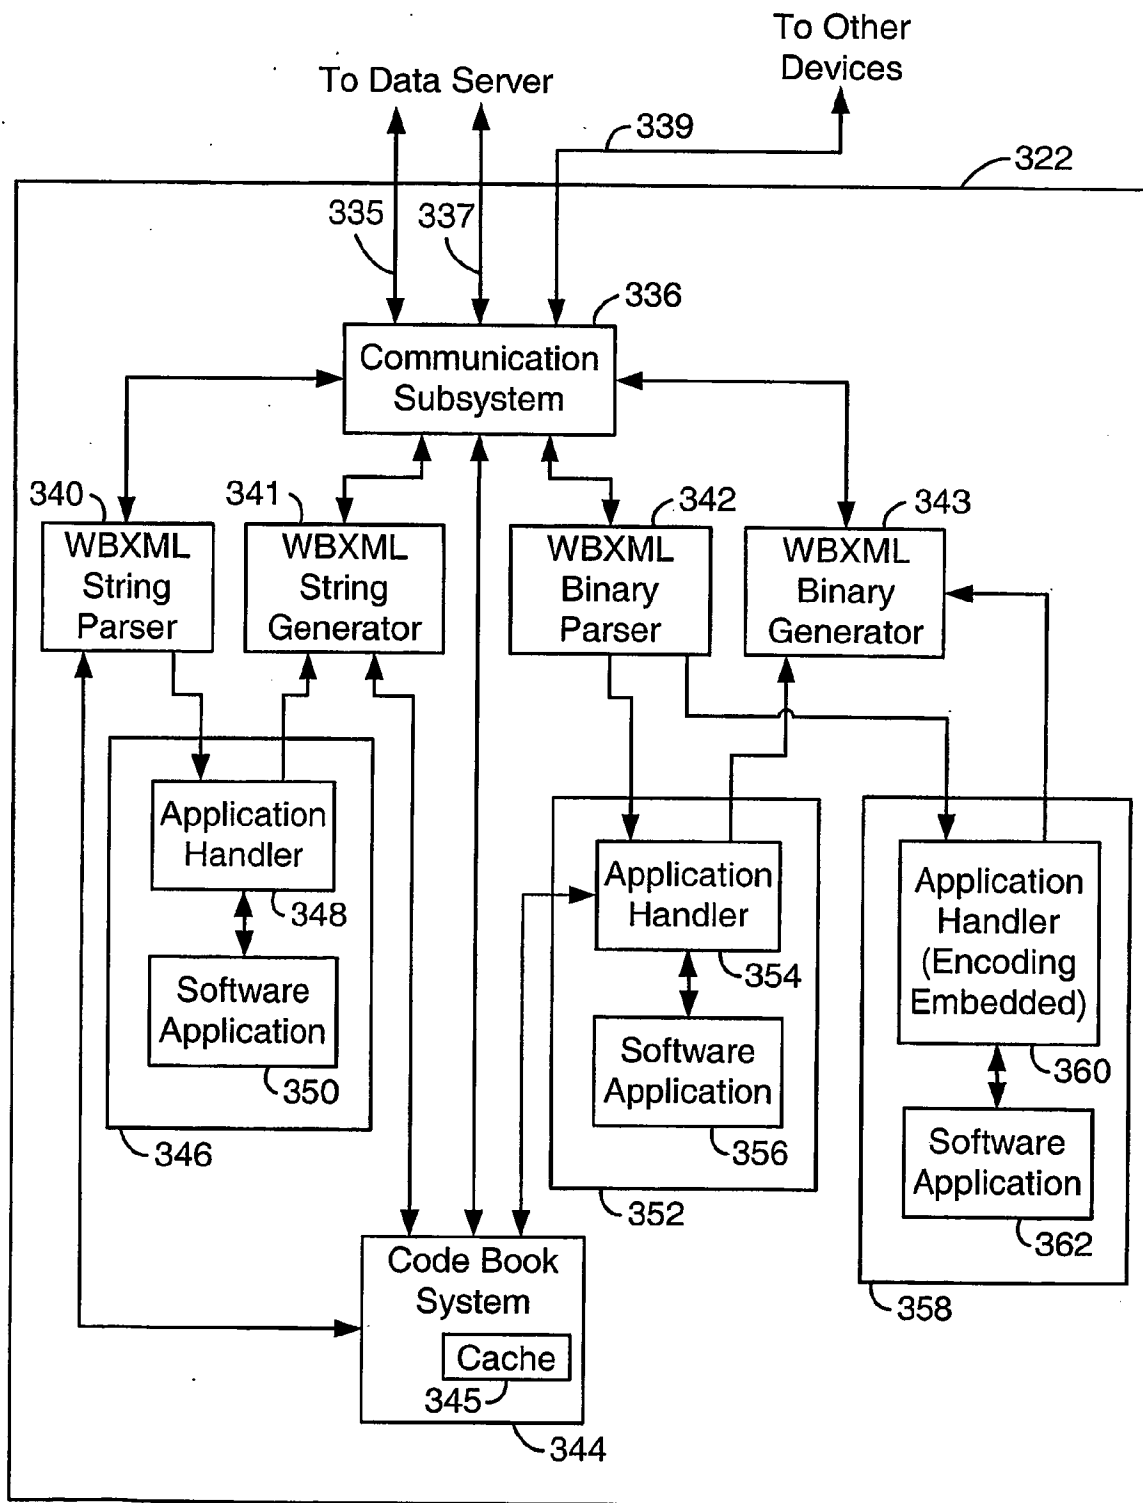 To Other
Devices
To Data Server
339
322
335
337
336
Communication
Subsystem
340
341
342
343
WBXML
String
Parser
WBXML
String
Generator
WBXML
Binary
Parser
WBXML
Binary
Generator
Application
Handler
348
Software
Application
350
346
Application
Handler
354
Software
Application
356
352
Application
Handler
(Encoding
Embedded)
360
Software
Application
362
358
Code Book
System
Cache
345
344